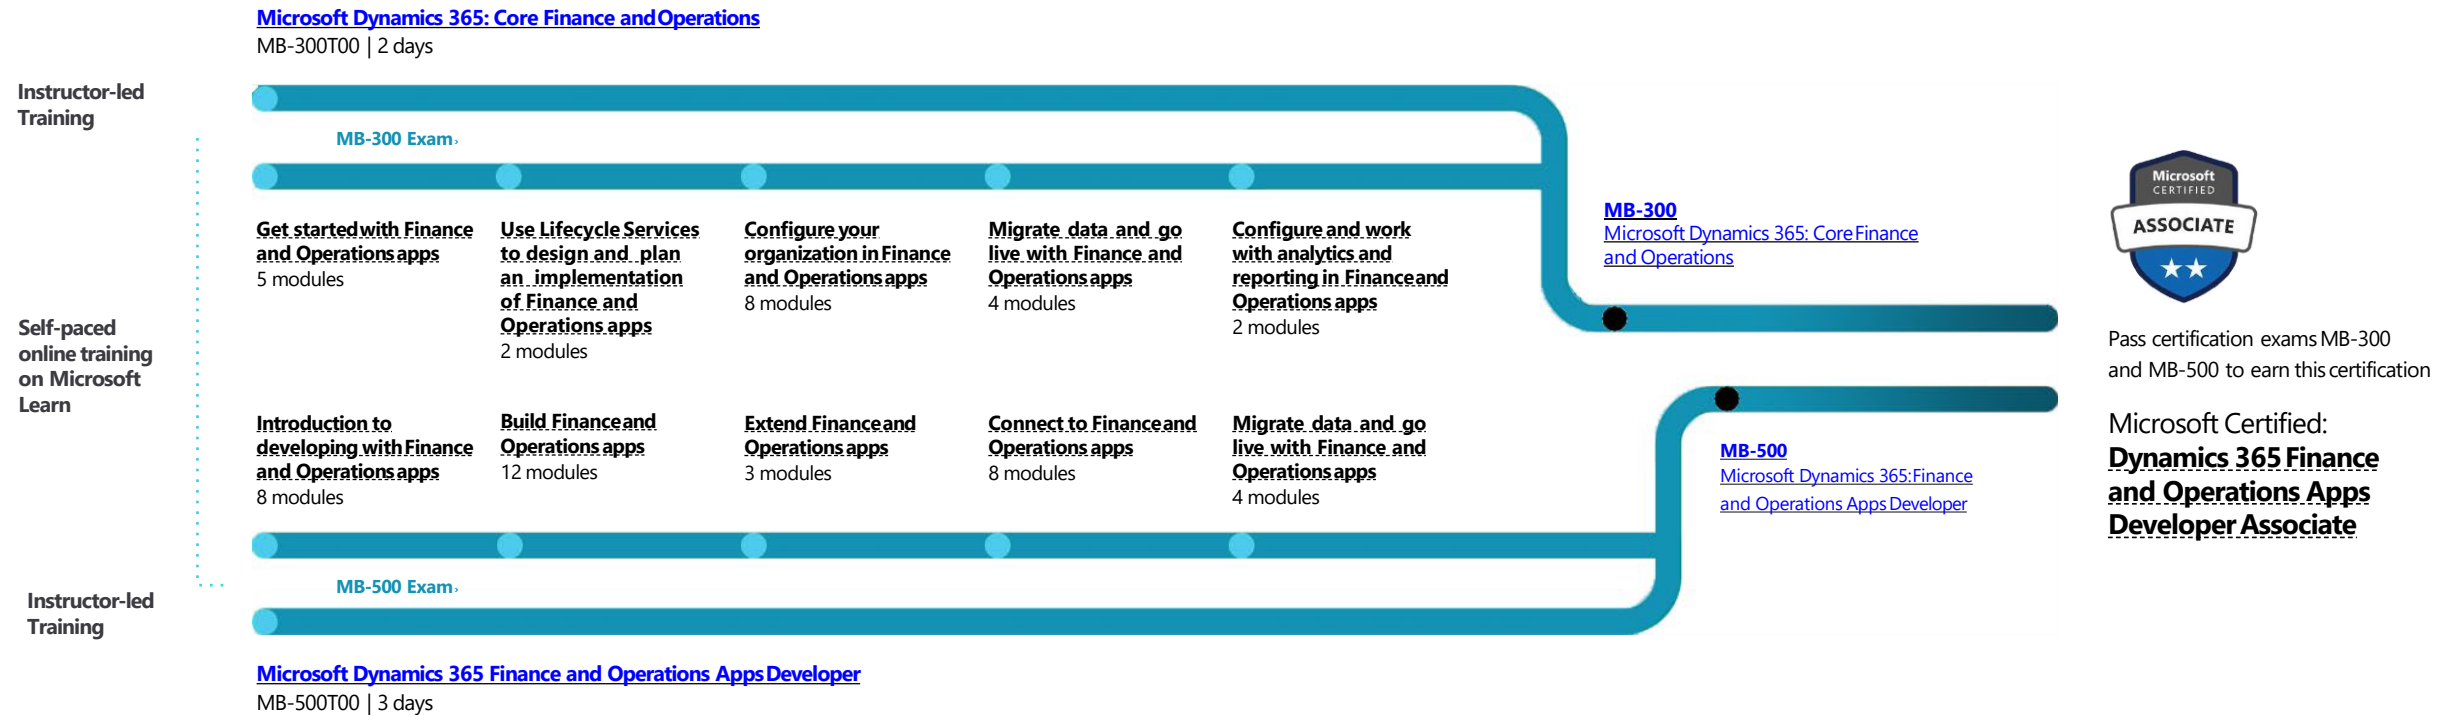 Microsoft Dynamics 365: Core Finance and Operations
MB-300T00 | 2 days
Instructor-led
Training
MB-300 Exam›
Get started with Finance
and Operations apps
5 modules
Use Lifecycle Services
to design and plan
an implementation
of Finance and
Operations apps
2 modules
Configure your
organization in Finance
and Operations apps
8 modules
Migrate data and go
live with Finance and
Operations apps
4 modules
Configure and work
with analytics and
reporting in Finance and
Operations apps
2 modules
MB-300
Microsoft Dynamics 365: Core Finance
and Operations
Self-paced
online training
on Microsoft
Learn
Introduction to
developing with Finance
and Operations apps
8 modules
Build Finance and
Operations apps
12 modules
Extend Finance and
Operations apps
3 modules
Connect to Finance and
Operations apps
8 modules
Migrate data and go
live with Finance and
Operations apps
4 modules
MB-500
Microsoft Dynamics 365:Finance
and Operations Apps Developer
MB-500 Exam›
Instructor-led
Training
Microsoft Dynamics 365 Finance and Operations Apps Developer
MB-500T00 | 3 days
Microsoft
CERTIFIED
ASSOCIATE
Pass certification exams MB-300
and MB-500 to earn this certification
Microsoft Certified:
Dynamics 365 Finance
and Operations Apps
Developer Associate